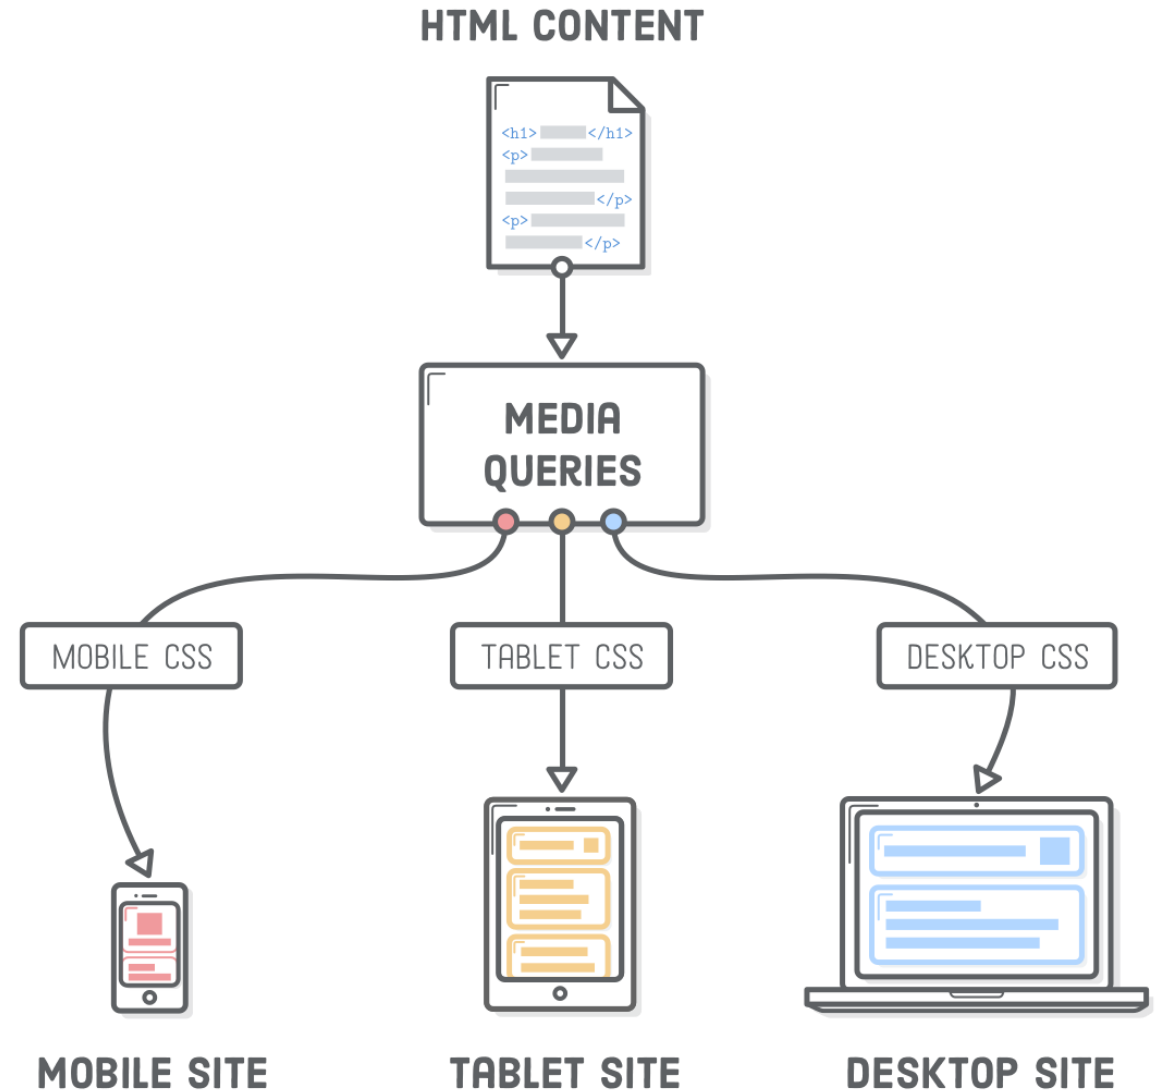 HTML CONTENT
<h1> </h1>
<p>
</p>
<p>
</p>
MEDIA
QUERIES
MOBILE CSS
TABLET CSS
DESKTOP CSS
MOBILE SITE
TABLET SITE
DESKTOP SITE